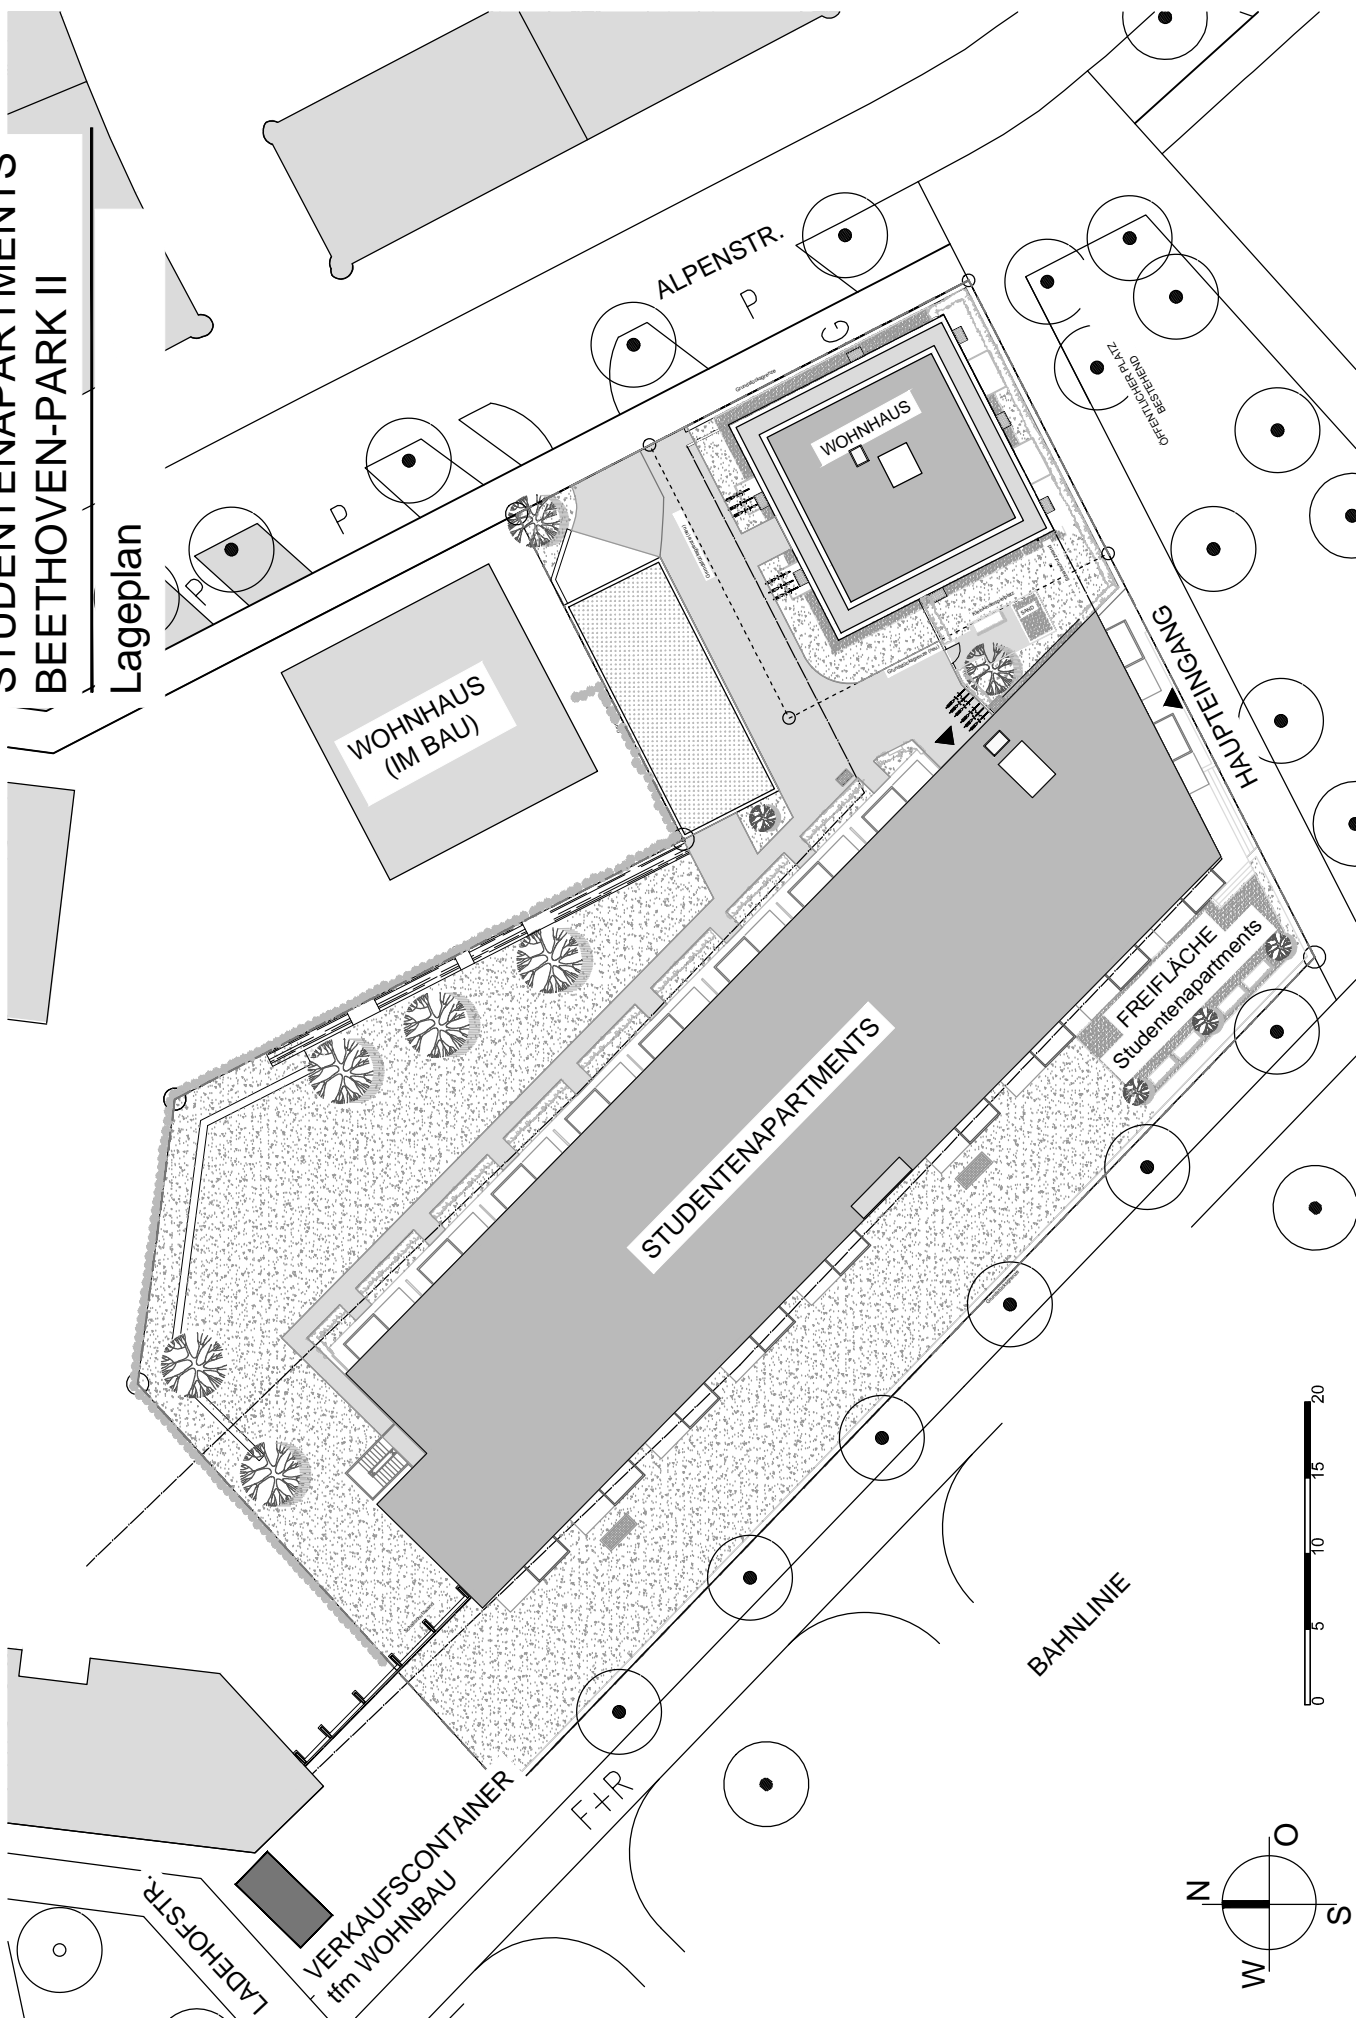 STUDENTENAPARTMENTS
BEETHOVEN-PARK II
Lageplan
ALPENSTR.
P
P
P
G
WOHNHAUS
WOHNHAUS
(IM BAU)
ÖFFENTLICHER PLATZ
BESTEHEND
SAND
HAUPTEINGANG
STUDENTENAPARTMENTS
FREIFLÄCHE
Studentenapartments
BAHNLINIE
F+R
VERKAUFSCONTAINER
tfm WOHNBAU
LADEHOFSTR.
0 5 10 15 20
N
O
S
W